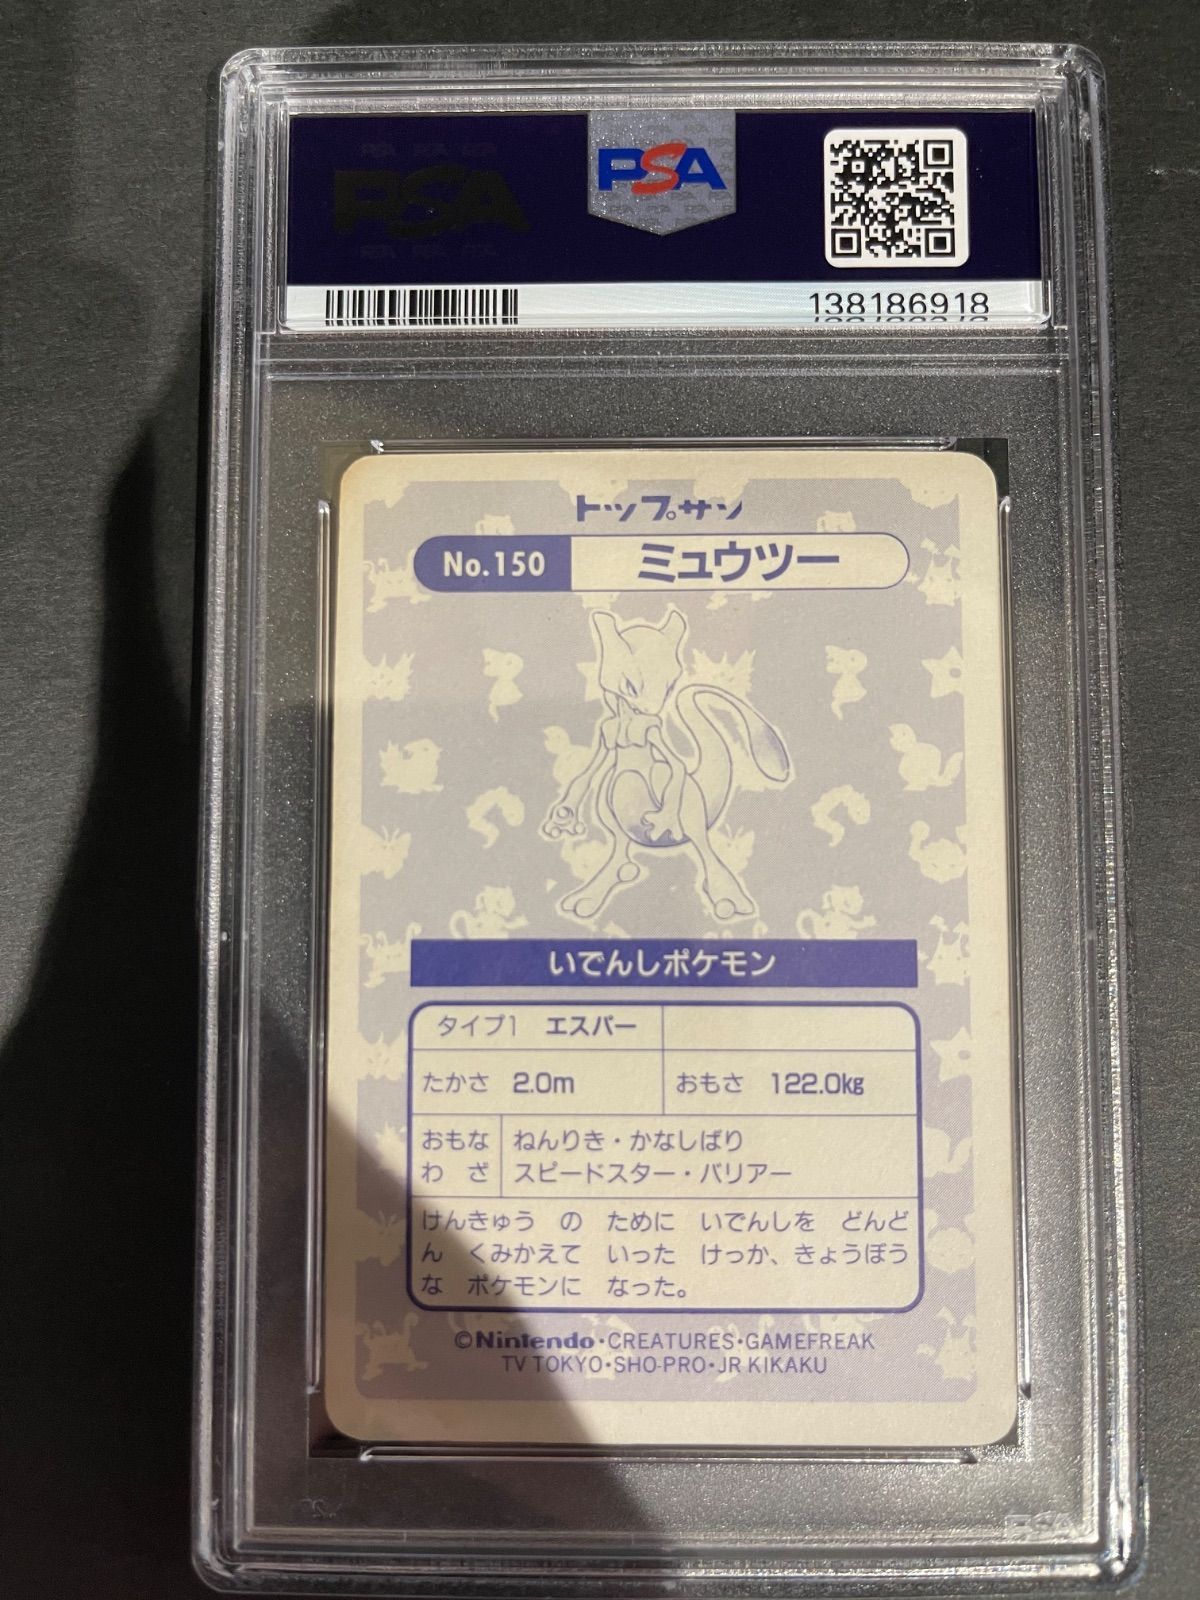 PSA
PSA
138186918
トップサン
No.150 ミュウツー
いでんしポケモン
タイプ1 エスパー
たかさ 2.0m おもさ 122.0kg
おもな ねんりき・かなしばり
わ ざ スピードスター・バリアー
けんきゅう の ために いでんしを どんど
ん くみかえて いった けっか、きょうぼう
な ポケモンに なった。
©Nintendo・CREATURES・GAMEFREAK
TV TOKYO・SHO-PRO・JR KIKAKU
PSA